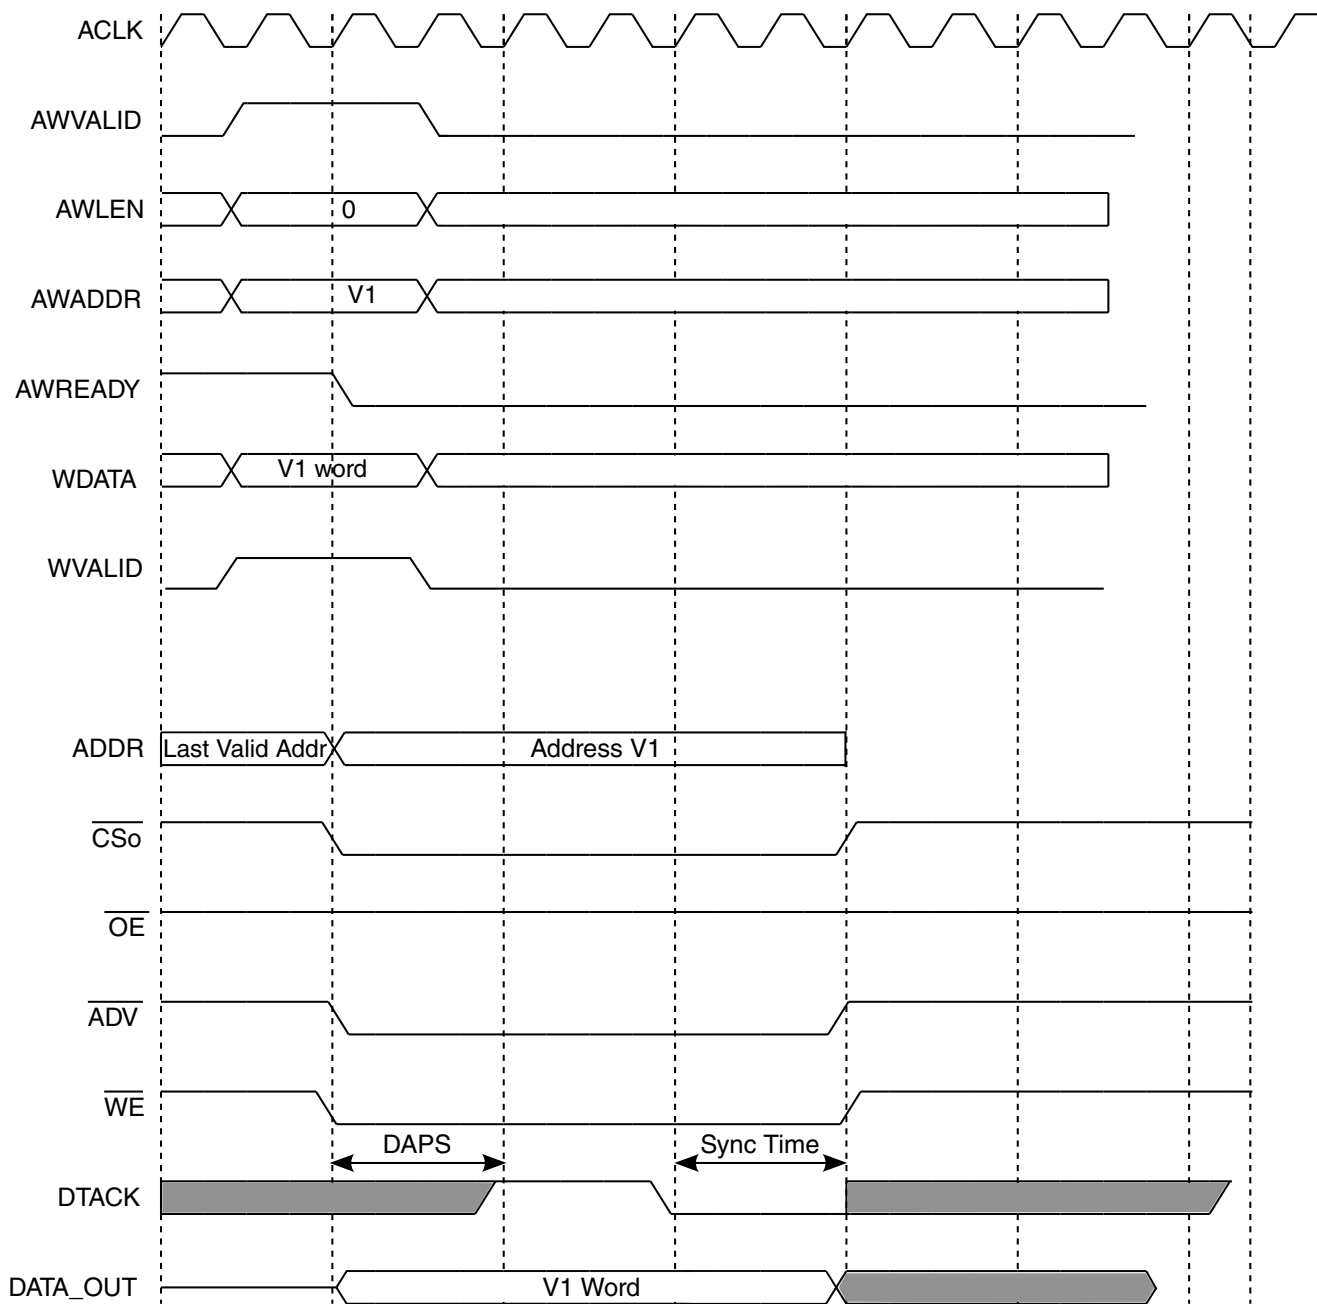 ACLK
AWVALID
AWLEN 0
AWADDR V1
AWREADY
WDATA V1 word
WVALID
ADDR Last Valid Addr Address V1
CSo
OE
ADV
WE
DAPS Sync Time
DTACK
DATA_OUT V1 Word